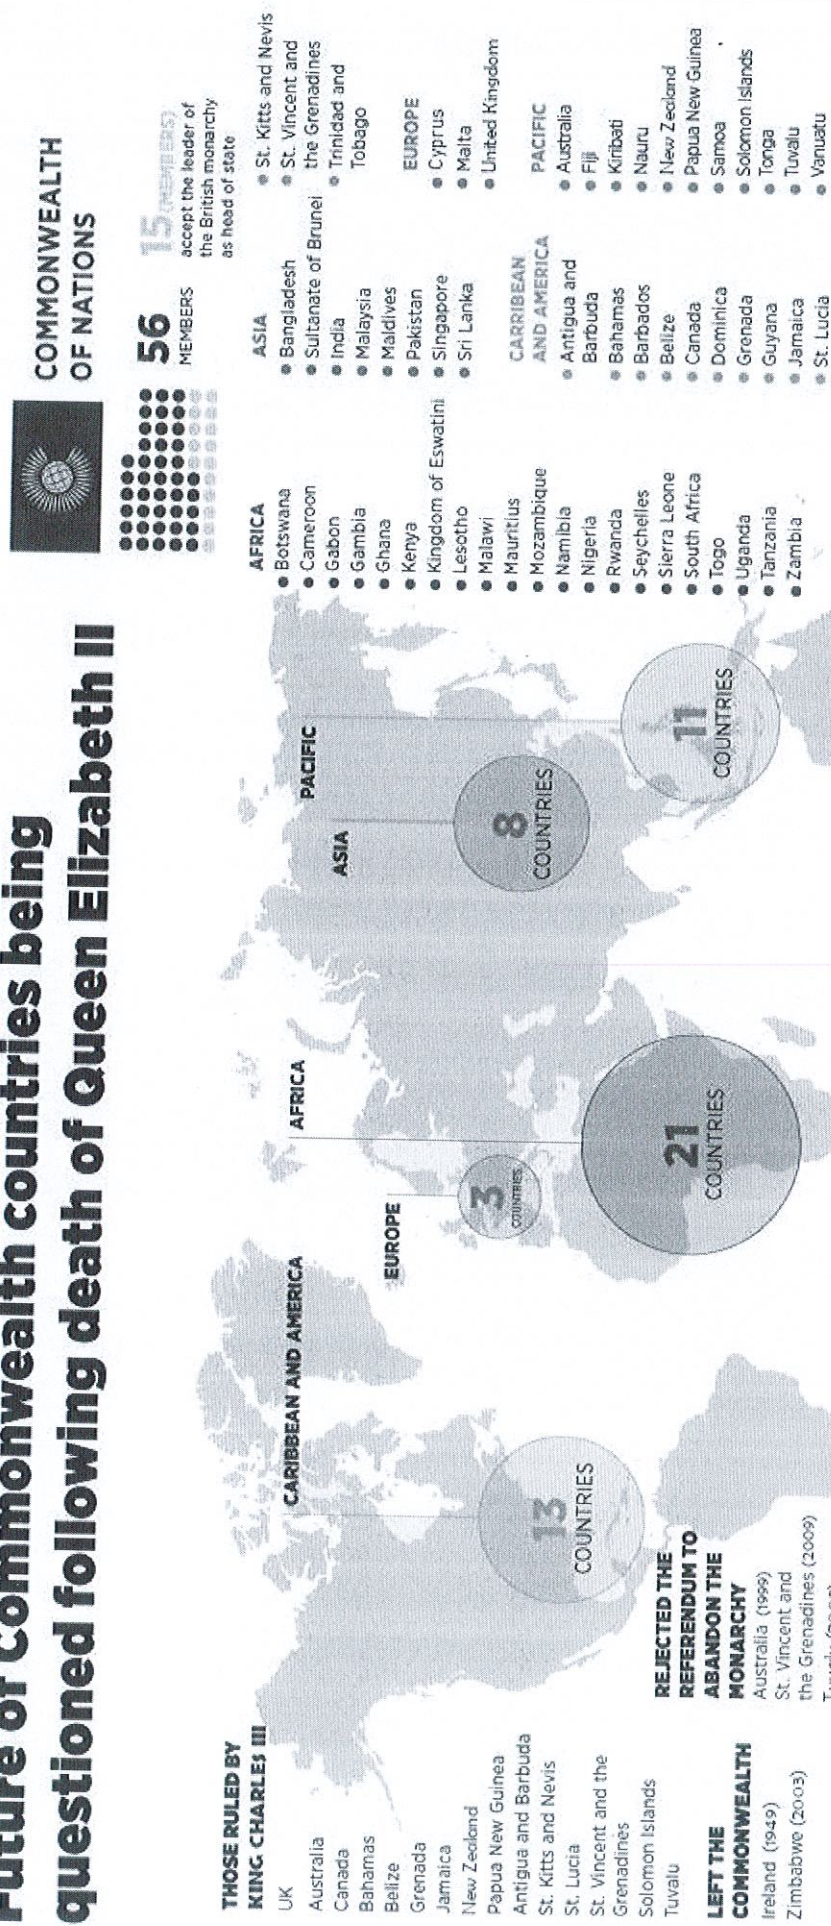 Future of Commonwealth countries being
questioned following death of Queen Elizabeth II
COMMONWEALTH
OF NATIONS
56
MEMBERS
15 (MEMBERS)
accept the leader of
the British monarchy
as head of state
THOSE RULED BY
KING CHARLES III
UK
Australia
Canada
Bahamas
Belize
Grenada
Jamaica
New Zealand
Papua New Guinea
Antigua and Barbuda
St. Kitts and Nevis
St. Lucia
St. Vincent and the
Grenadines
Solomon Islands
Tuvalu
LEFT THE
COMMONWEALTH
Ireland (1949)
Zimbabwe (2003)
REJECTED THE
REFERENDUM TO
ABANDON THE
MONARCHY
Australia (1999)
St. Vincent and
the Grenadines (2009)
CARIBBEAN AND AMERICA
13
COUNTRIES
EUROPE
3
COUNTRIES
AFRICA
21
COUNTRIES
ASIA
8
COUNTRIES
PACIFIC
11
COUNTRIES
AFRICA
Botswana
Cameroon
Gabon
Gambia
Ghana
Kenya
Kingdom of Eswatini
Lesotho
Malawi
Mauritius
Mozambique
Namibia
Nigeria
Rwanda
Seychelles
Sierra Leone
South Africa
Togo
Uganda
Tanzania
Zambia
ASIA
Bangladesh
Sultanate of Brunei
India
Malaysia
Maldives
Pakistan
Singapore
Sri Lanka
CARRIBEAN
AND AMERICA
Antigua and
Barbuda
Bahamas
Barbados
Belize
Canada
Dominica
Grenada
Guyana
Jamaica
St. Lucia
St. Kitts and Nevis
St. Vincent and
the Grenadines
Trinidad and
Tobago
EUROPE
Cyprus
Malta
United Kingdom
PACIFIC
Australia
Fiji
Kiribati
Nauru
New Zealand
Papua New Guinea
Samoa
Solomon Islands
Tonga
Tuvalu
Vanuatu